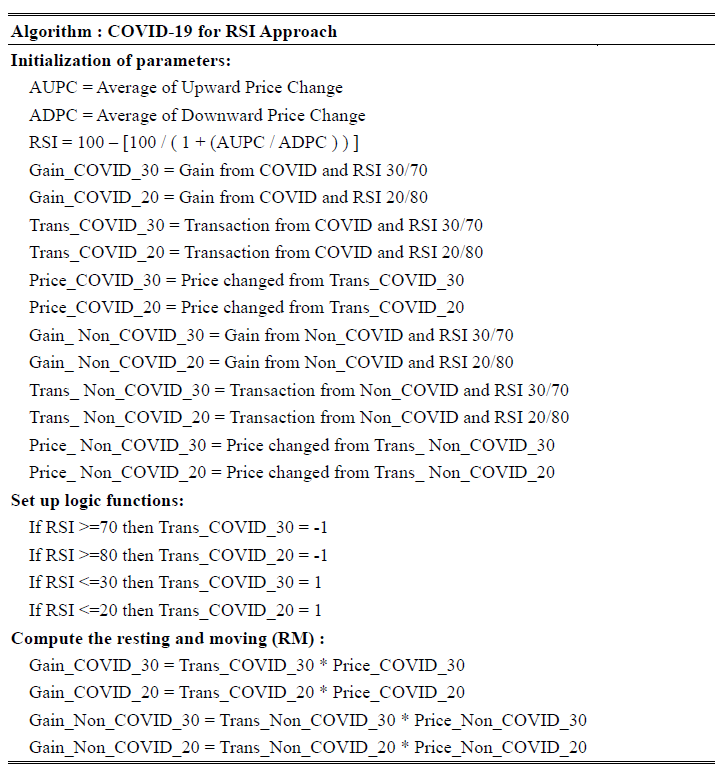 Algorithm : COVID-19 for RSI Approach
Initialization of parameters:
AUPC = Average of Upward Price Change
ADPC = Average of Downward Price Change
RSI = 100 – [100 / ( 1 + (AUPC / ADPC ) ) ]
Gain_COVID_30 = Gain from COVID and RSI 30/70
Gain_COVID_20 = Gain from COVID and RSI 20/80
Trans_COVID_30 = Transaction from COVID and RSI 30/70
Trans_COVID_20 = Transaction from COVID and RSI 20/80
Price_COVID_30 = Price changed from Trans_COVID_30
Price_COVID_20 = Price changed from Trans_COVID_20
Gain_ Non_COVID_30 = Gain from Non_COVID and RSI 30/70
Gain_ Non_COVID_20 = Gain from Non_COVID and RSI 20/80
Trans_ Non_COVID_30 = Transaction from Non_COVID and RSI 30/70
Trans_ Non_COVID_20 = Transaction from Non_COVID and RSI 20/80
Price_ Non_COVID_30 = Price changed from Trans_ Non_COVID_30
Price_ Non_COVID_20 = Price changed from Trans_ Non_COVID_20
Set up logic functions:
If RSI >=70 then Trans_COVID_30 = -1
If RSI >=80 then Trans_COVID_20 = -1
If RSI <=30 then Trans_COVID_30 = 1
If RSI <=20 then Trans_COVID_20 = 1
Compute the resting and moving (RM) :
Gain_COVID_30 = Trans_COVID_30 * Price_COVID_30
Gain_COVID_20 = Trans_COVID_20 * Price_COVID_20
Gain_Non_COVID_30 = Trans_Non_COVID_30 * Price_Non_COVID_30
Gain_Non_COVID_20 = Trans_Non_COVID_20 * Price_Non_COVID_20